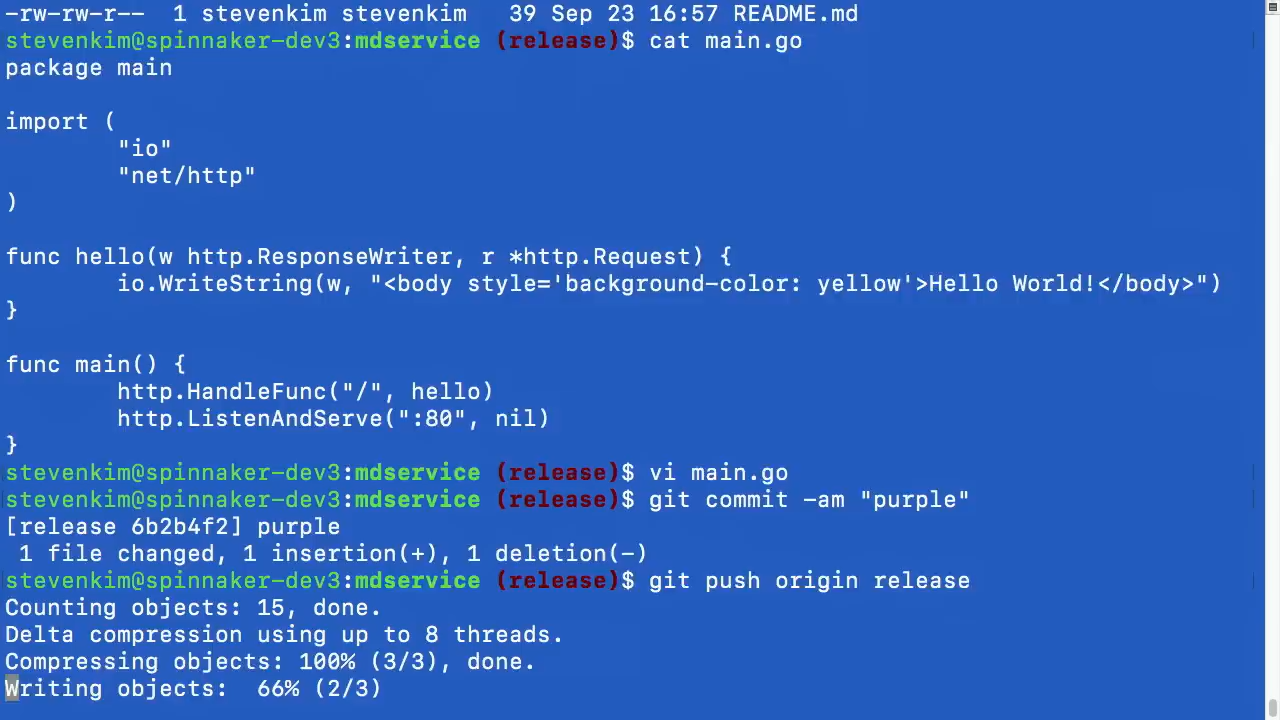 -rw-rw-r-- 1 stevenkim stevenkim 39 Sep 23 16:57 README.md
stevenkim@spinnaker-dev3:mdservice (release)$ cat main.go
package main
import (
"io"
"net/http"
)
func hello(w http.ResponseWriter, r *http.Request) {
io.WriteString(w, "<body style='background-color: yellow'>Hello World!</body>")
}
func main() {
http.HandleFunc("/", hello)
http.ListenAndServe(":80", nil)
}
stevenkim@spinnaker-dev3:mdservice (release)$ vi main.go
stevenkim@spinnaker-dev3:mdservice (release)$ git commit -am "purple"
[release 6b2b4f2] purple
1 file changed, 1 insertion(+), 1 deletion(-)
stevenkim@spinnaker-dev3:mdservice (release)$ git push origin release
Counting objects: 15, done.
Delta compression using up to 8 threads.
Compressing objects: 100% (3/3), done.
Writing objects: 66% (2/3)